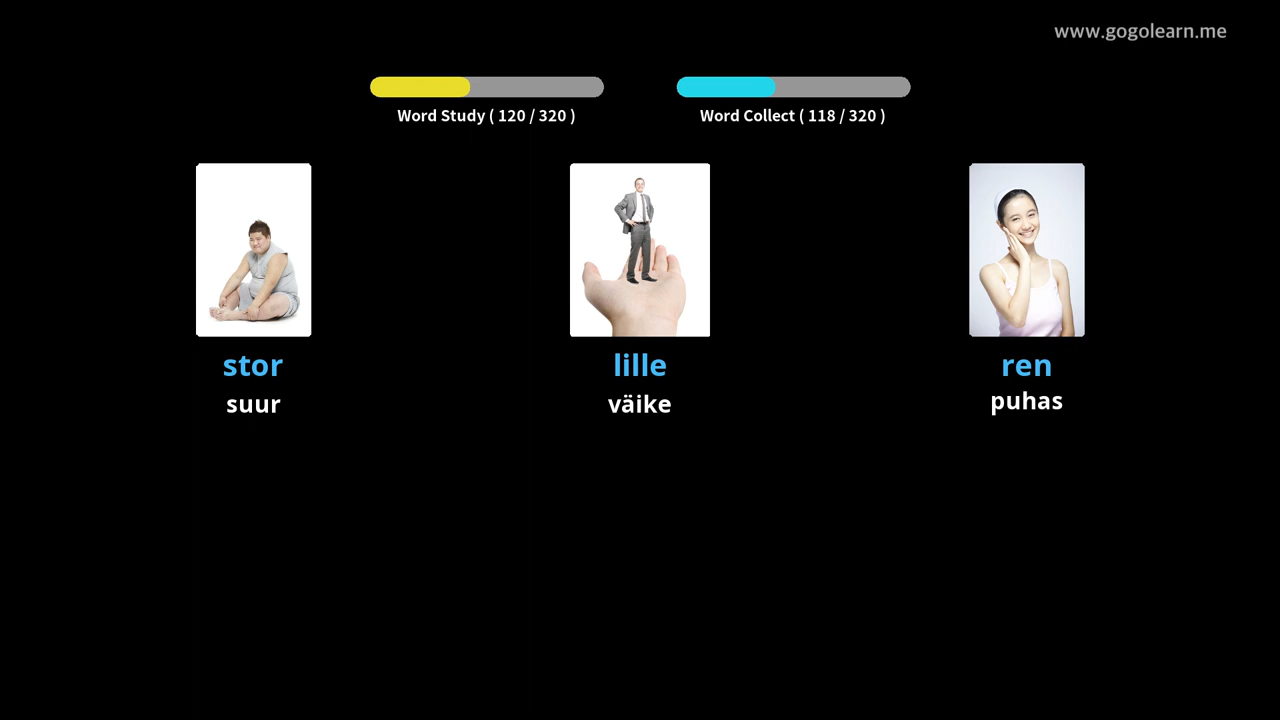 www.gogolearn.me
Word Study ( 120 / 320 )
Word Collect ( 118 / 320 )
stor
lille
ren
suur
väike
puhas